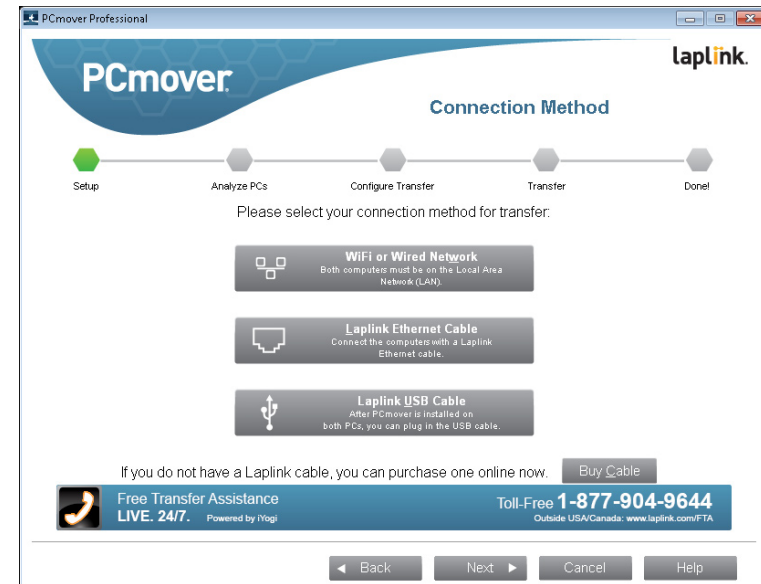 PCmover Professional
laplink.
PCmover.
Connection Method
Setup
Analyze PCs
Configure Transfer
Transfer
Done!
Please select your connection method for transfer:
WiFi or Wired Network
Both computers must be on the Local Area
Network (LAN).
Laplink Ethernet Cable
Connect the computers with a Laplink
Ethernet cable.
Laplink USB Cable
After PCmover is installed on
both PCs, you can plug in the USB cable.
If you do not have a Laplink cable, you can purchase one online now.
Buy Cable
Free Transfer Assistance
LIVE. 24/7. Powered by iYogi
Toll-Free 1-877-904-9644
Outside USA/Canada: www.laplink.com/FTA
Back
Next
Cancel
Help